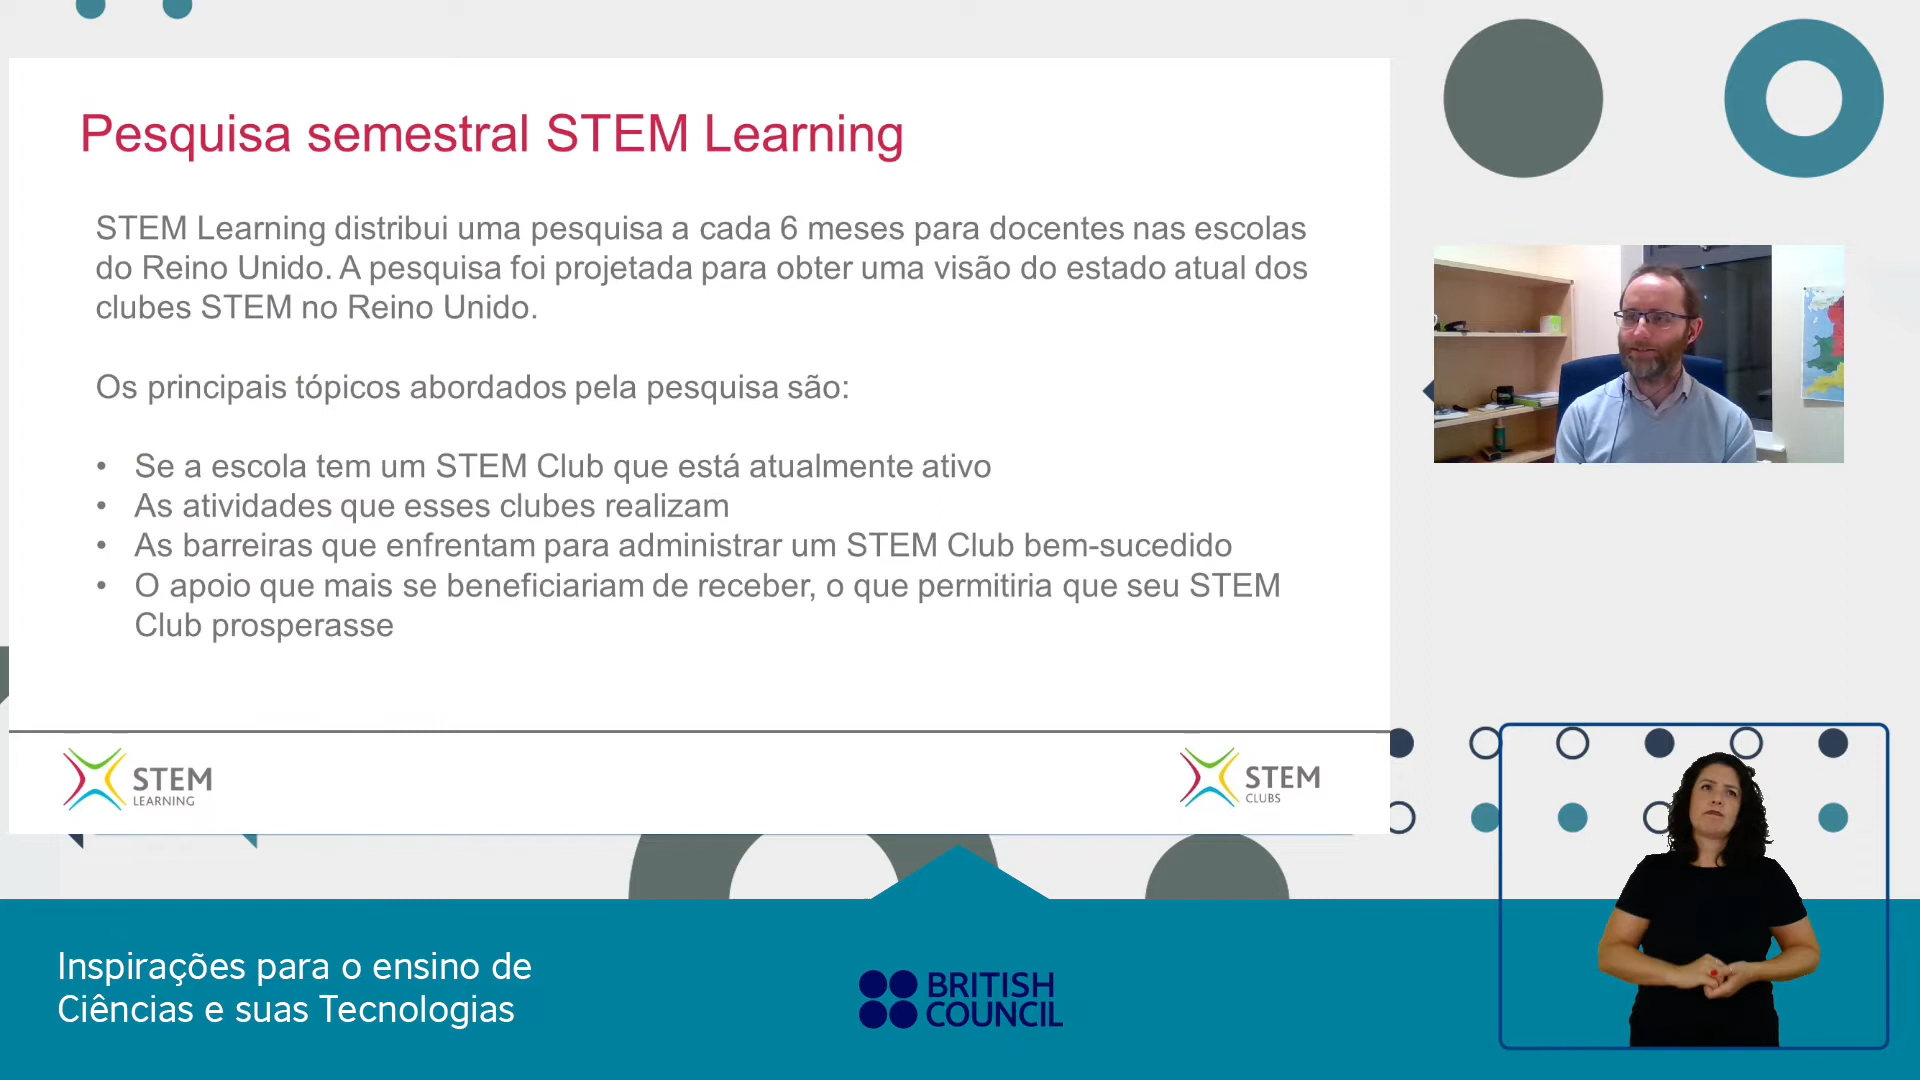 Pesquisa semestral STEM Learning
STEM Learning distribui uma pesquisa a cada 6 meses para docentes nas escolas
do Reino Unido. A pesquisa foi projetada para obter uma visão do estado atual dos
clubes STEM no Reino Unido.
Os principais tópicos abordados pela pesquisa são:
• Se a escola tem um STEM Club que está atualmente ativo
• As atividades que esses clubes realizam
• As barreiras que enfrentam para administrar um STEM Club bem-sucedido
• O apoio que mais se beneficiariam de receber, o que permitiria que seu STEM
Club prosperasse
STEM
LEARNING
STEM
CLUBS
Inspirações para o ensino de
Ciências e suas Tecnologias
BRITISH
COUNCIL